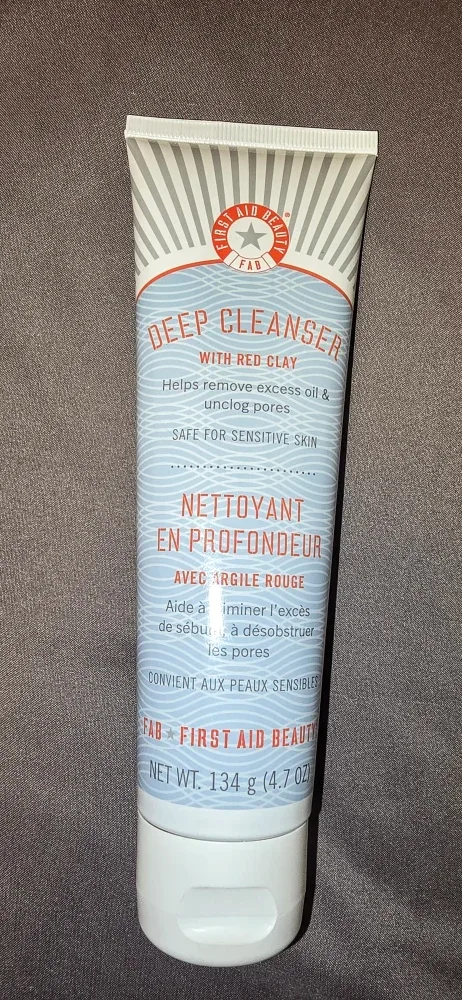 FIRST AID BEAUTY®
FAB
DEEP CLEANSER
WITH RED CLAY
Helps remove excess oil &
unclog pores
SAFE FOR SENSITIVE SKIN
NETTOYANT
EN PROFONDEUR
AVEC ARGILE ROUGE
Aide à l'excès
de à désobstruer
les pores
CONVIENT AUX PEAUX SENSIBLES
FAB ★ FIRST AID BEAUTY
NET WT. 134 g (4.7 OZ)